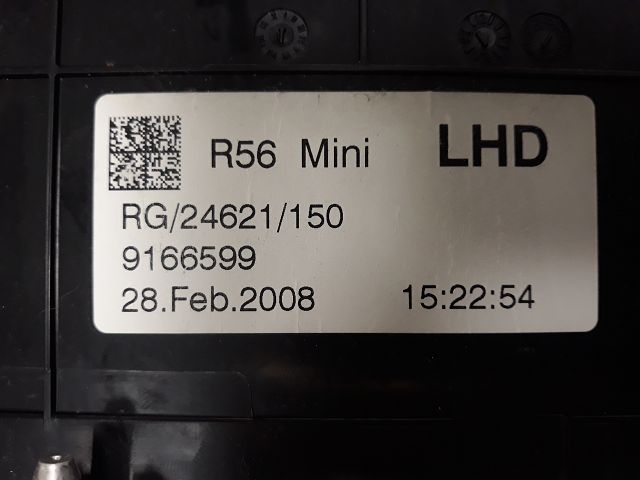 R56 Mini LHD
RG/24621/150
9166599
28.Feb.2008 15:22:54